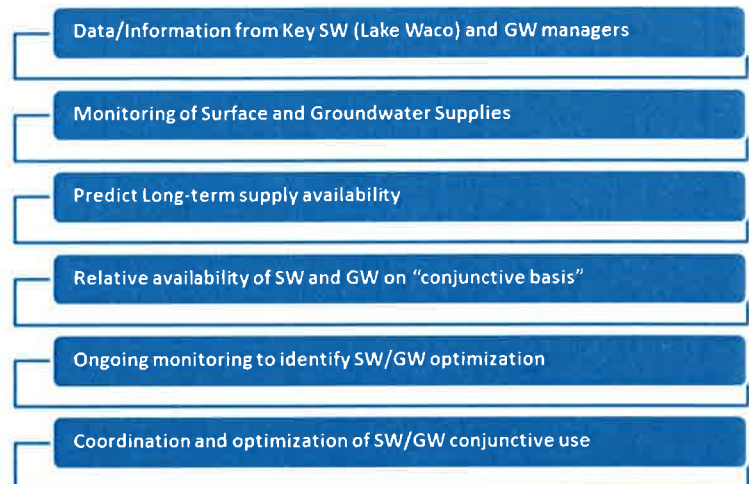 Data/Information from Key SW (Lake Waco) and GW managers
Monitoring of Surface and Groundwater Supplies
Predict Long-term supply availability
Relative availability of SW and GW on “conjunctive basis”
Ongoing monitoring to identify SW/GW optimization
Coordination and optimization of SW/GW conjunctive use